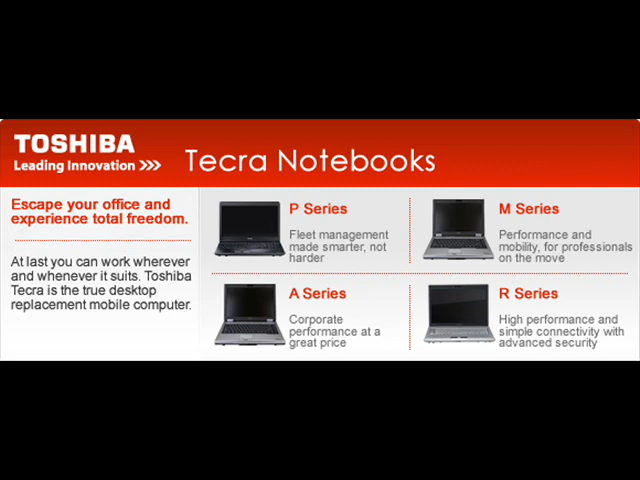 TOSHIBA
Leading Innovation >>>
Tecra Notebooks
Escape your office and
experience total freedom.
At last you can work wherever
and whenever it suits. Toshiba
Tecra is the true desktop
replacement mobile computer.
P Series
Fleet management
made smarter, not
harder
M Series
Performance and
mobility, for professionals
on the move
A Series
Corporate
performance at a
great price
R Series
High performance and
simple connectivity with
advanced security